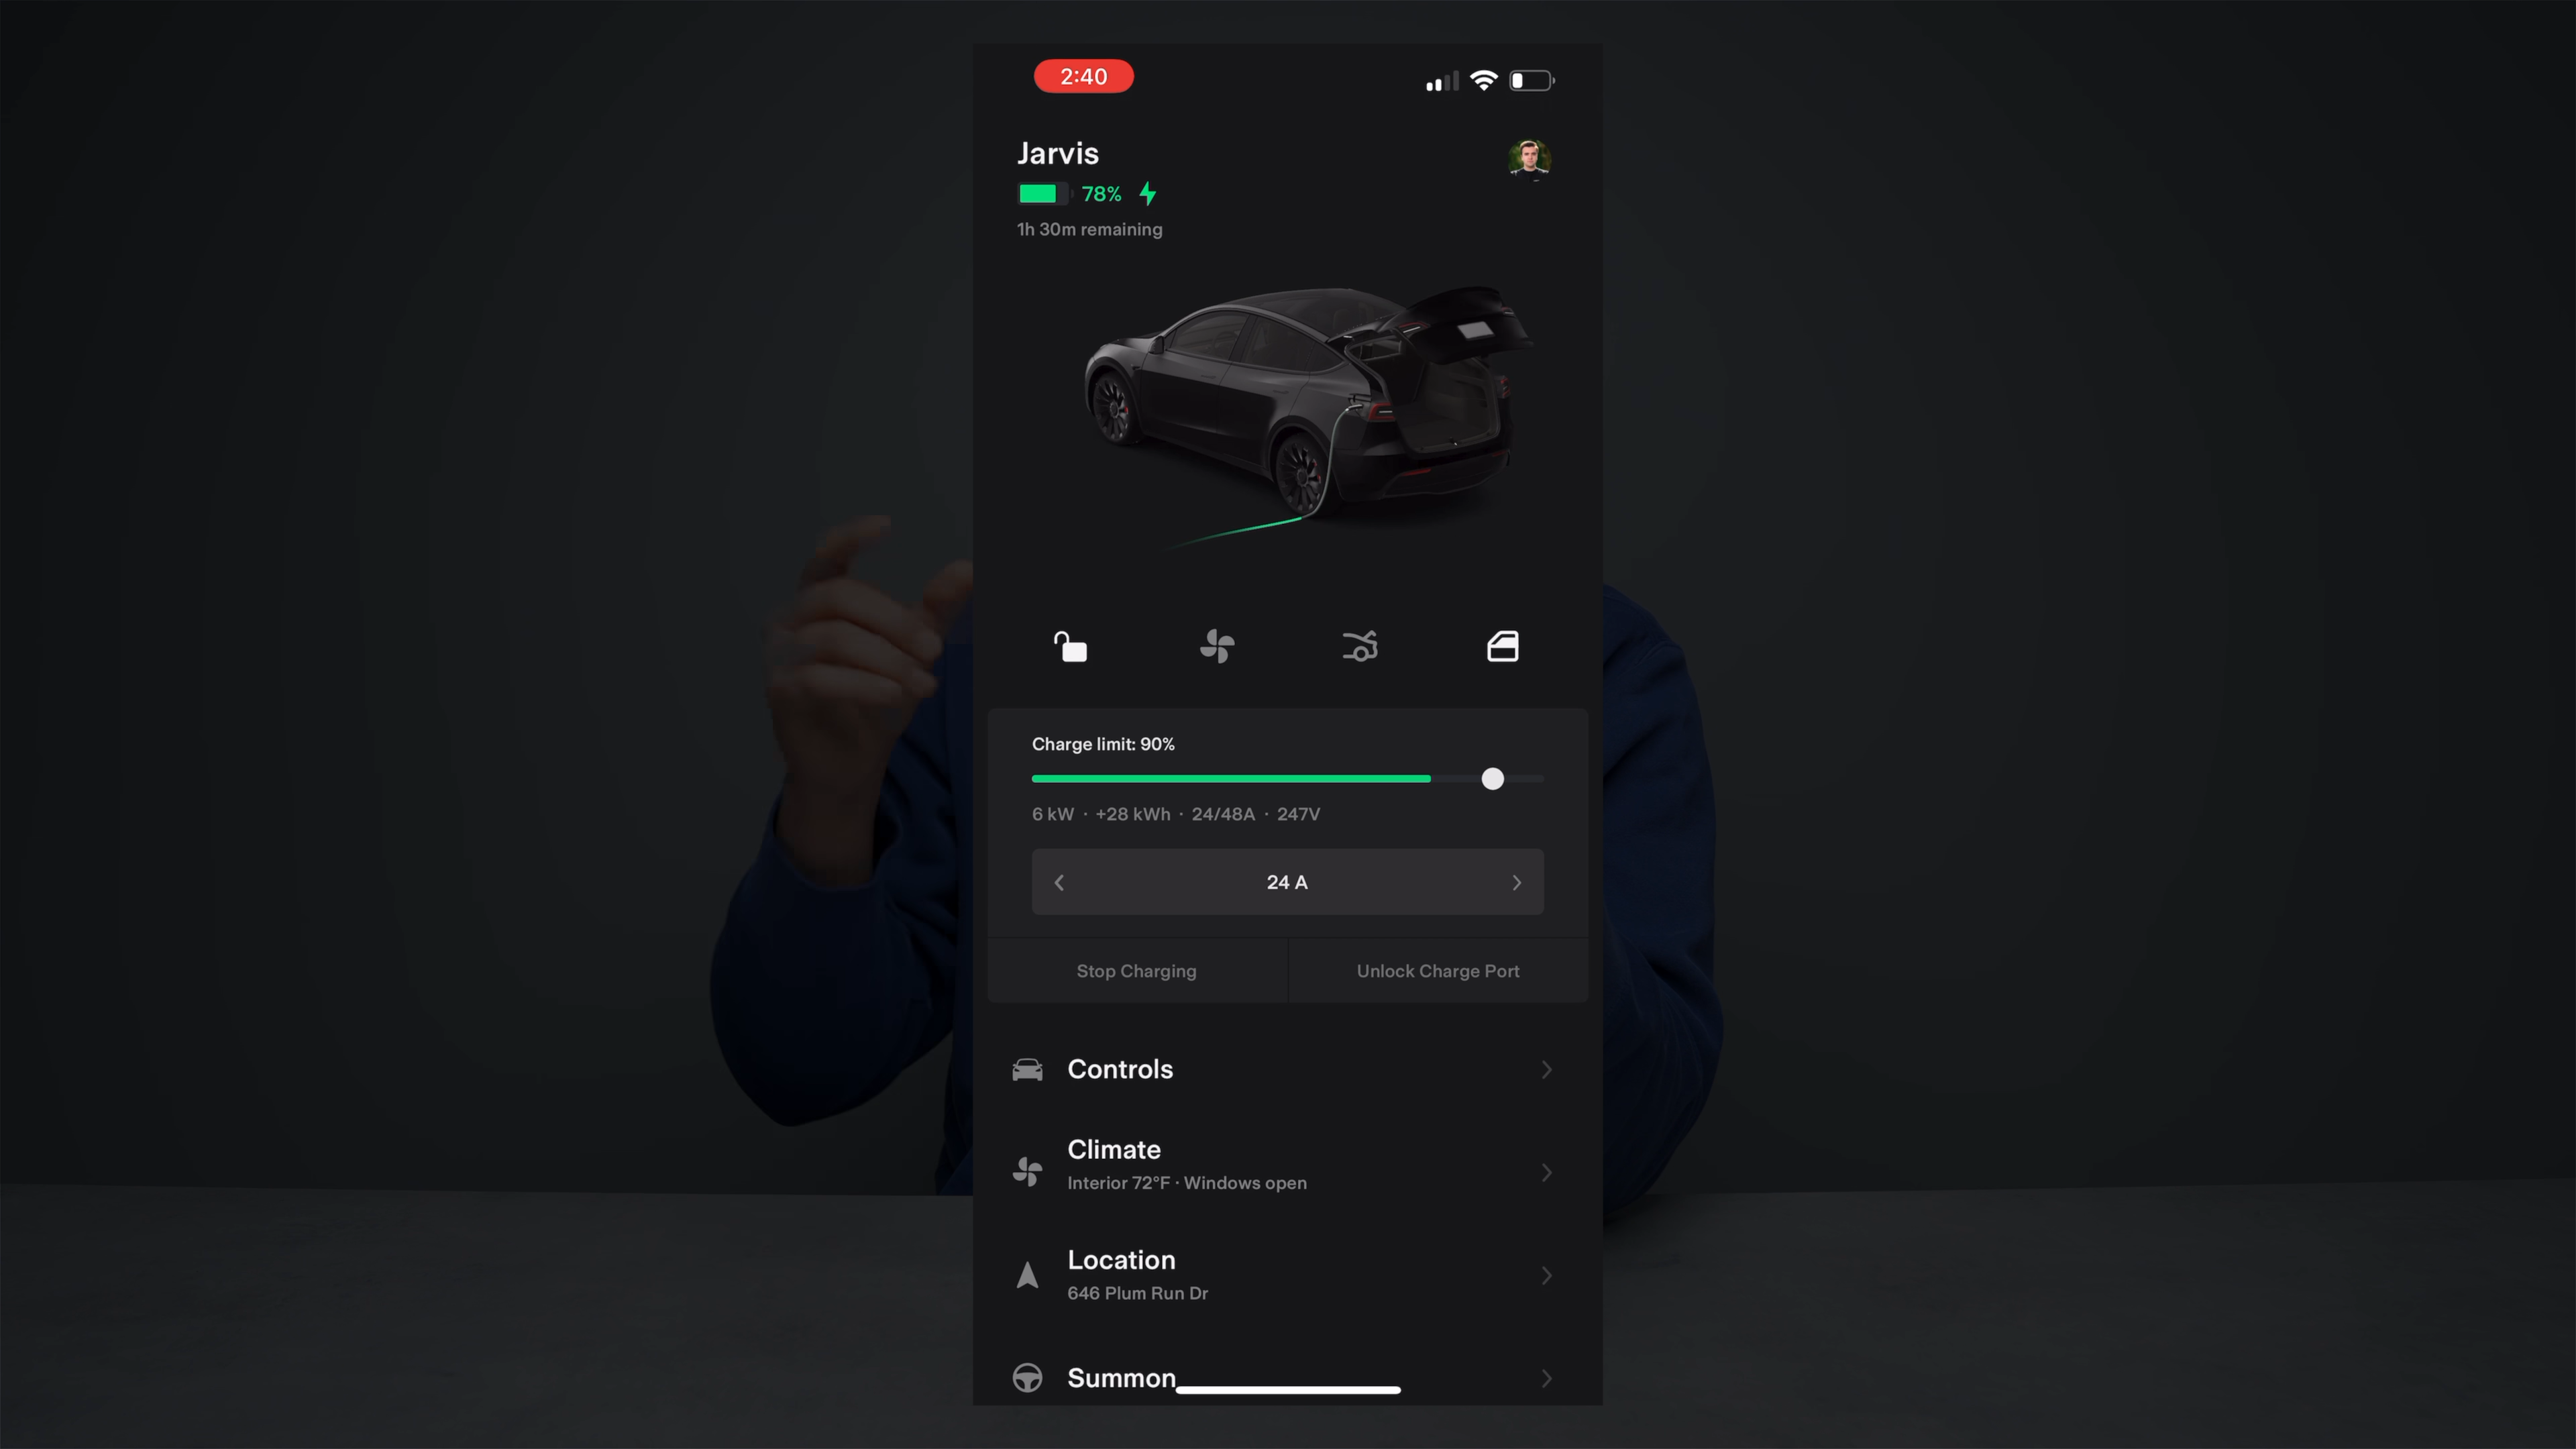 2:40
Jarvis
78%
1h 30m remaining
Charge limit: 90%
6 kW · +28 kWh · 24/48A · 247V
24 A
Stop Charging
Unlock Charge Port
Controls
Climate
Interior 72°F · Windows open
Location
646 Plum Run Dr
Summon